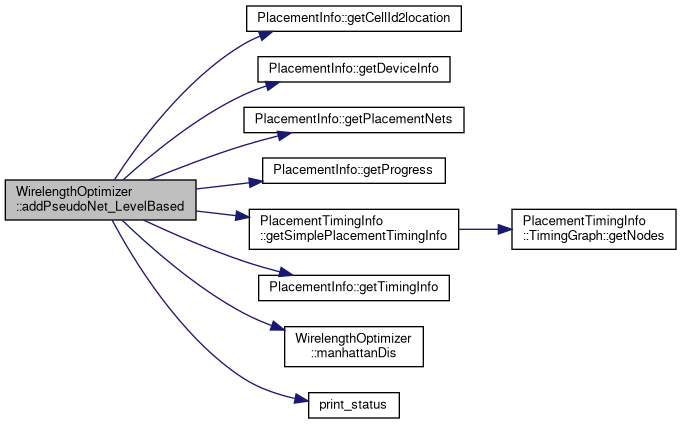 PlacementInfo::getCellId2location
PlacementInfo::getDeviceInfo
PlacementInfo::getPlacementNets
PlacementInfo::getProgress
WirelengthOptimizer
::addPseudoNet_LevelBased
PlacementTimingInfo
::getSimplePlacementTimingInfo
PlacementTimingInfo
::TimingGraph::getNodes
PlacementInfo::getTimingInfo
WirelengthOptimizer
::manhattanDis
print_status